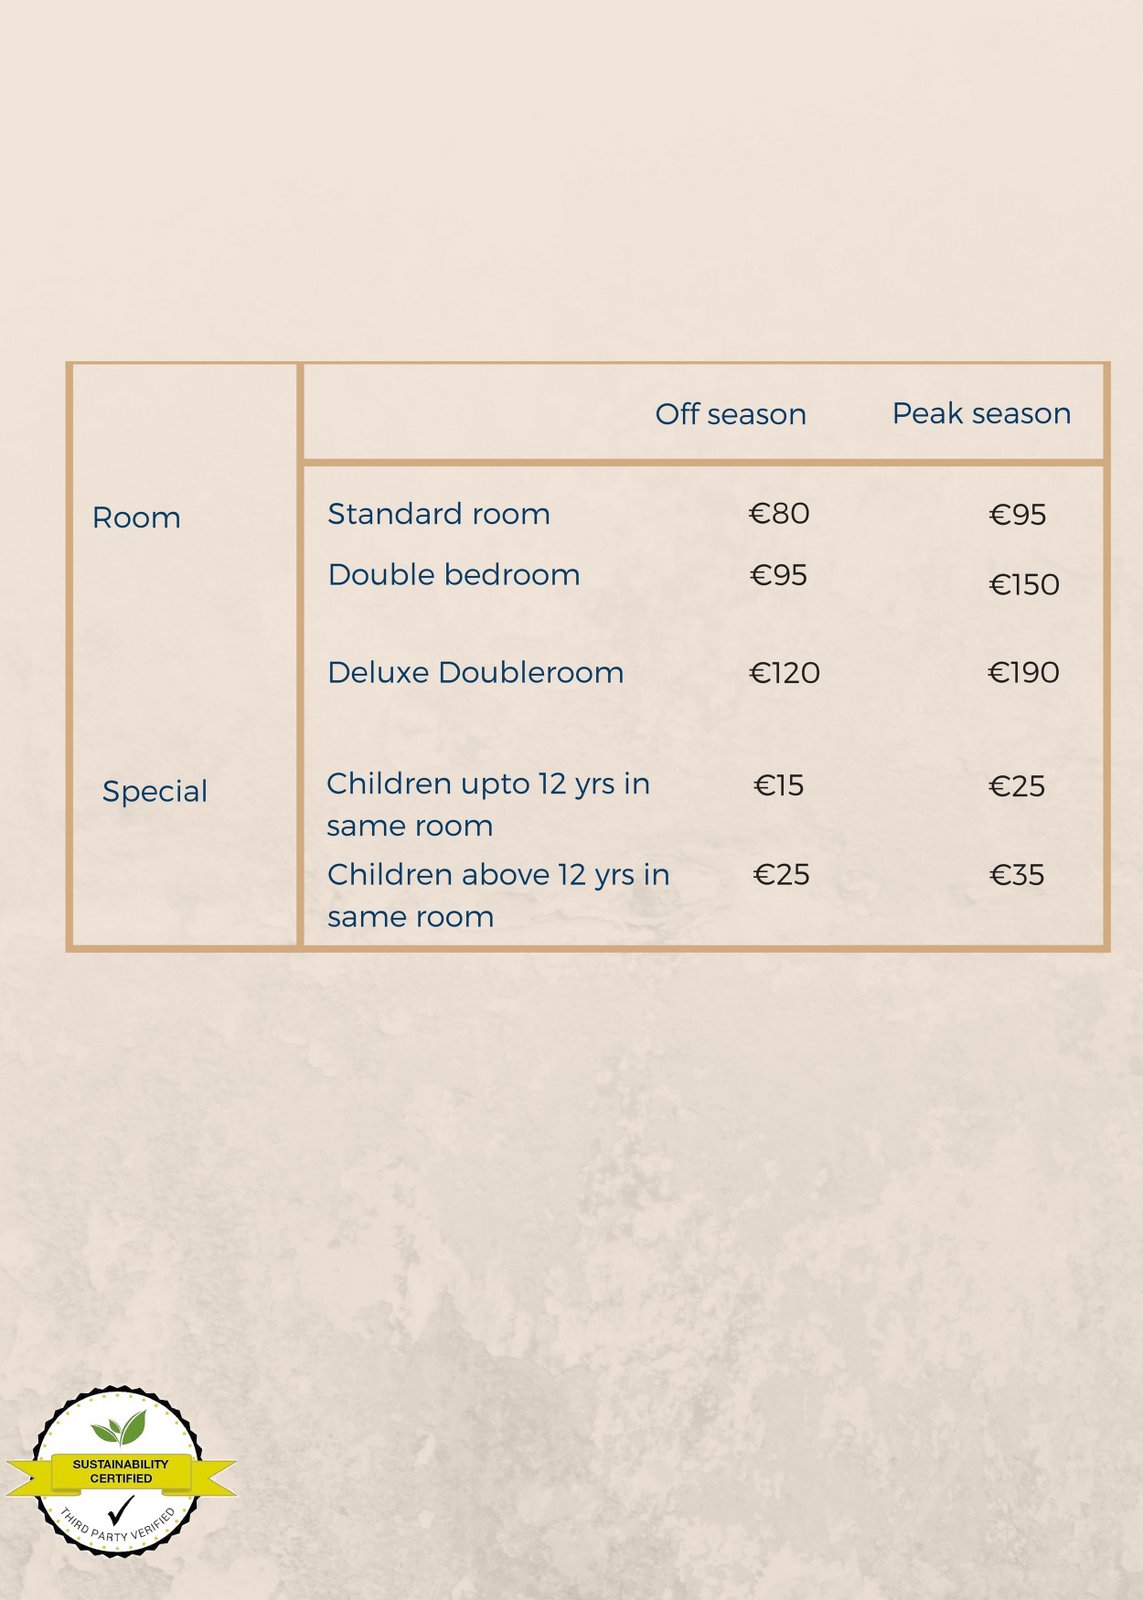 Off season Peak season
Room Standard room €80 €95
Double bedroom €95 €150
Deluxe Doubleroom €120 €190
Special Children upto 12 yrs in €15 €25
same room
Children above 12 yrs in €25 €35
same room
SUSTAINABILITY
CERTIFIED
THIRD PARTY VERIFIED